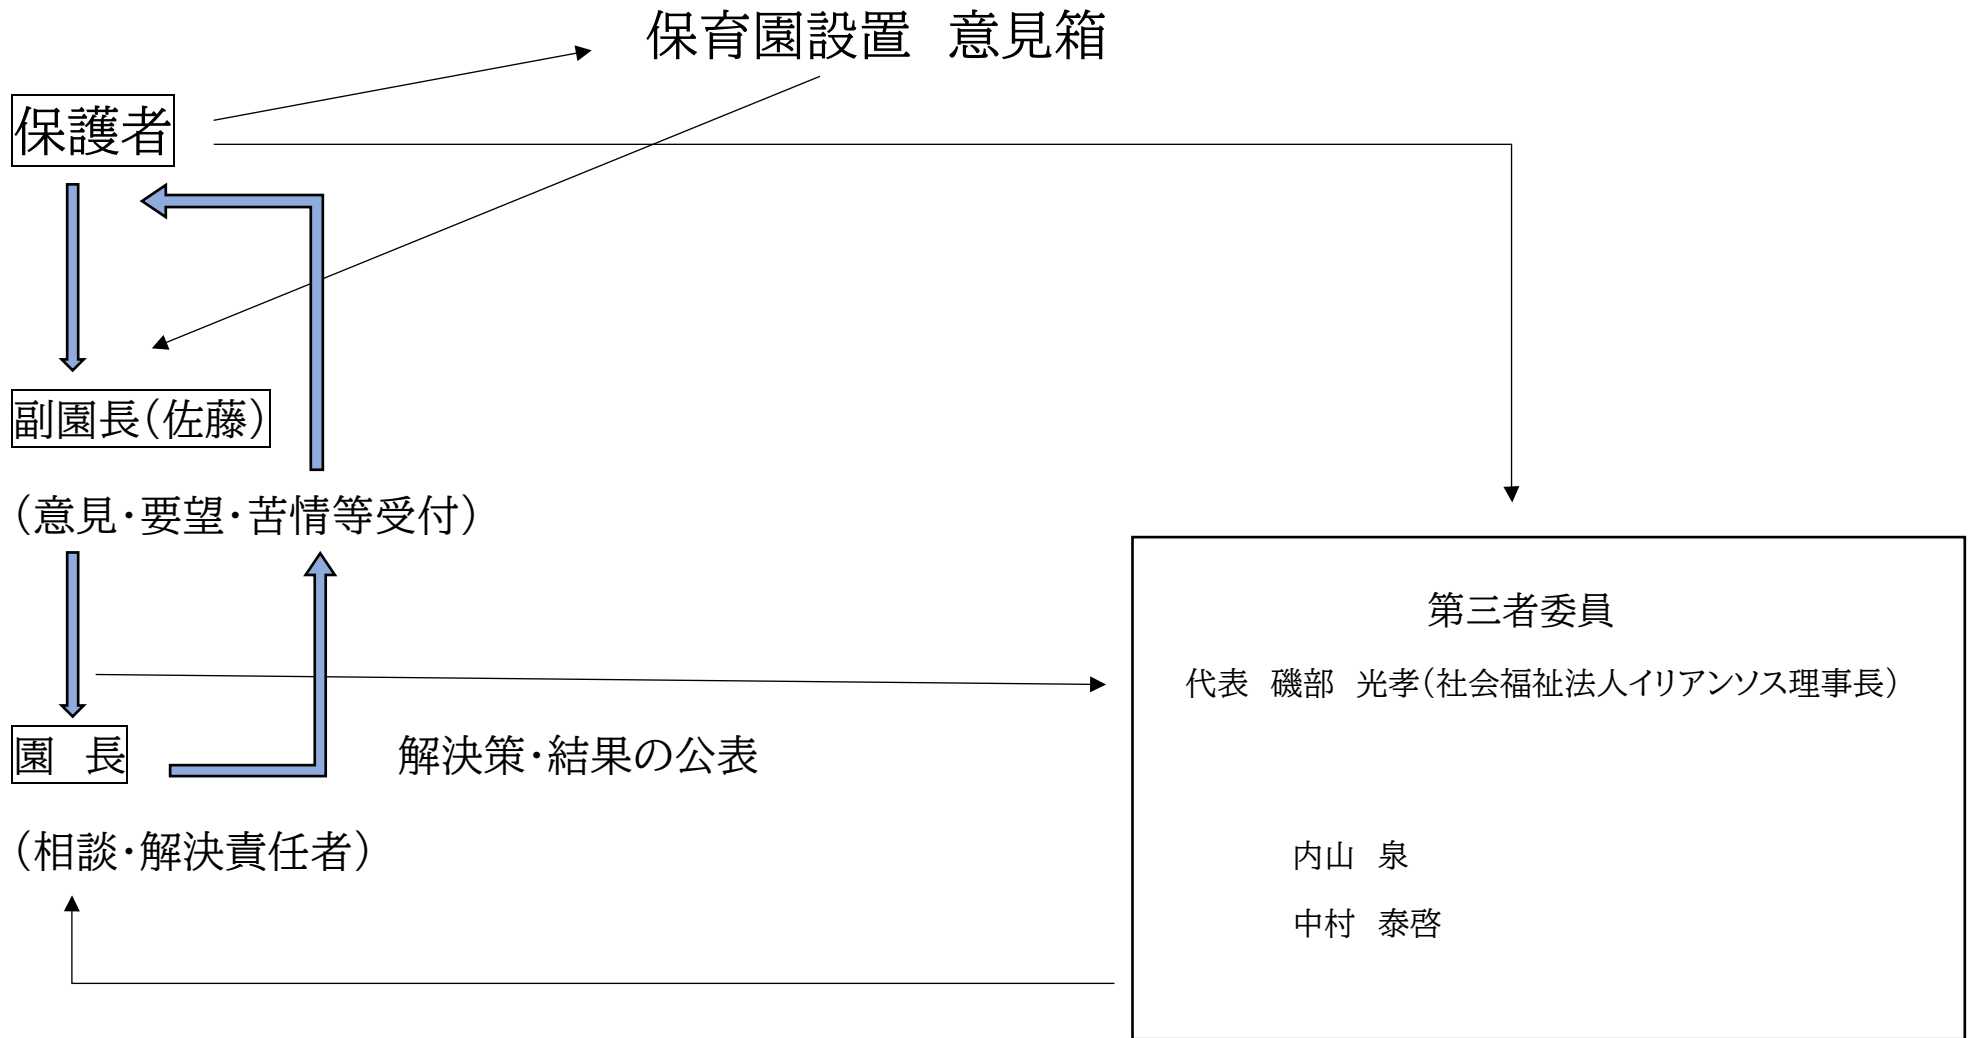 保育園設置　意見箱
保護者
副園長（佐藤）
（意見・要望・苦情等受付）
第三者委員
代表　磯部　光孝（社会福祉法人イリアンソス理事長）
園　長
解決策・結果の公表
（相談・解決責任者）
内山　泉
中村　泰啓